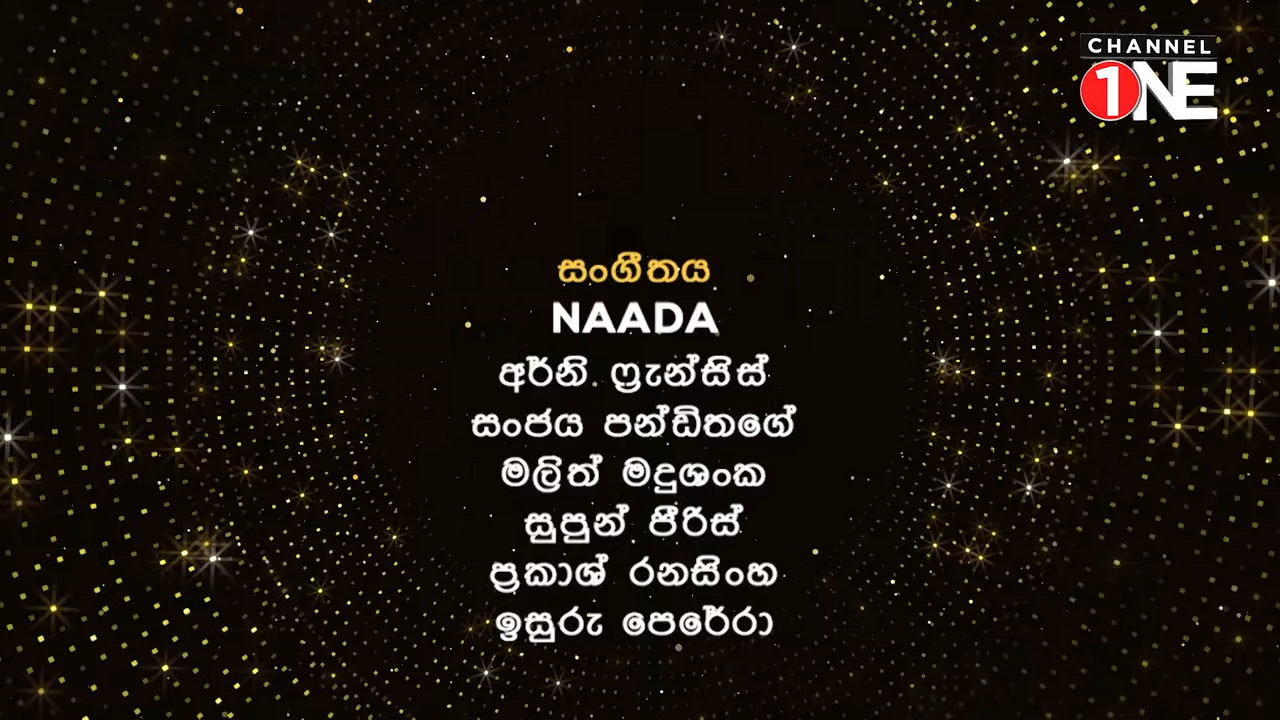 CHANNEL
1NE
සංගීතය
NAADA
අර්නි ෆ්‍රැන්සිස්
සංජය පන්ඩිතගේ
මලිත් මදුශංක
සුපුන් පීරිස්
ප්‍රකාශ් රනසිංහ
ඉසුරු පෙරේරා